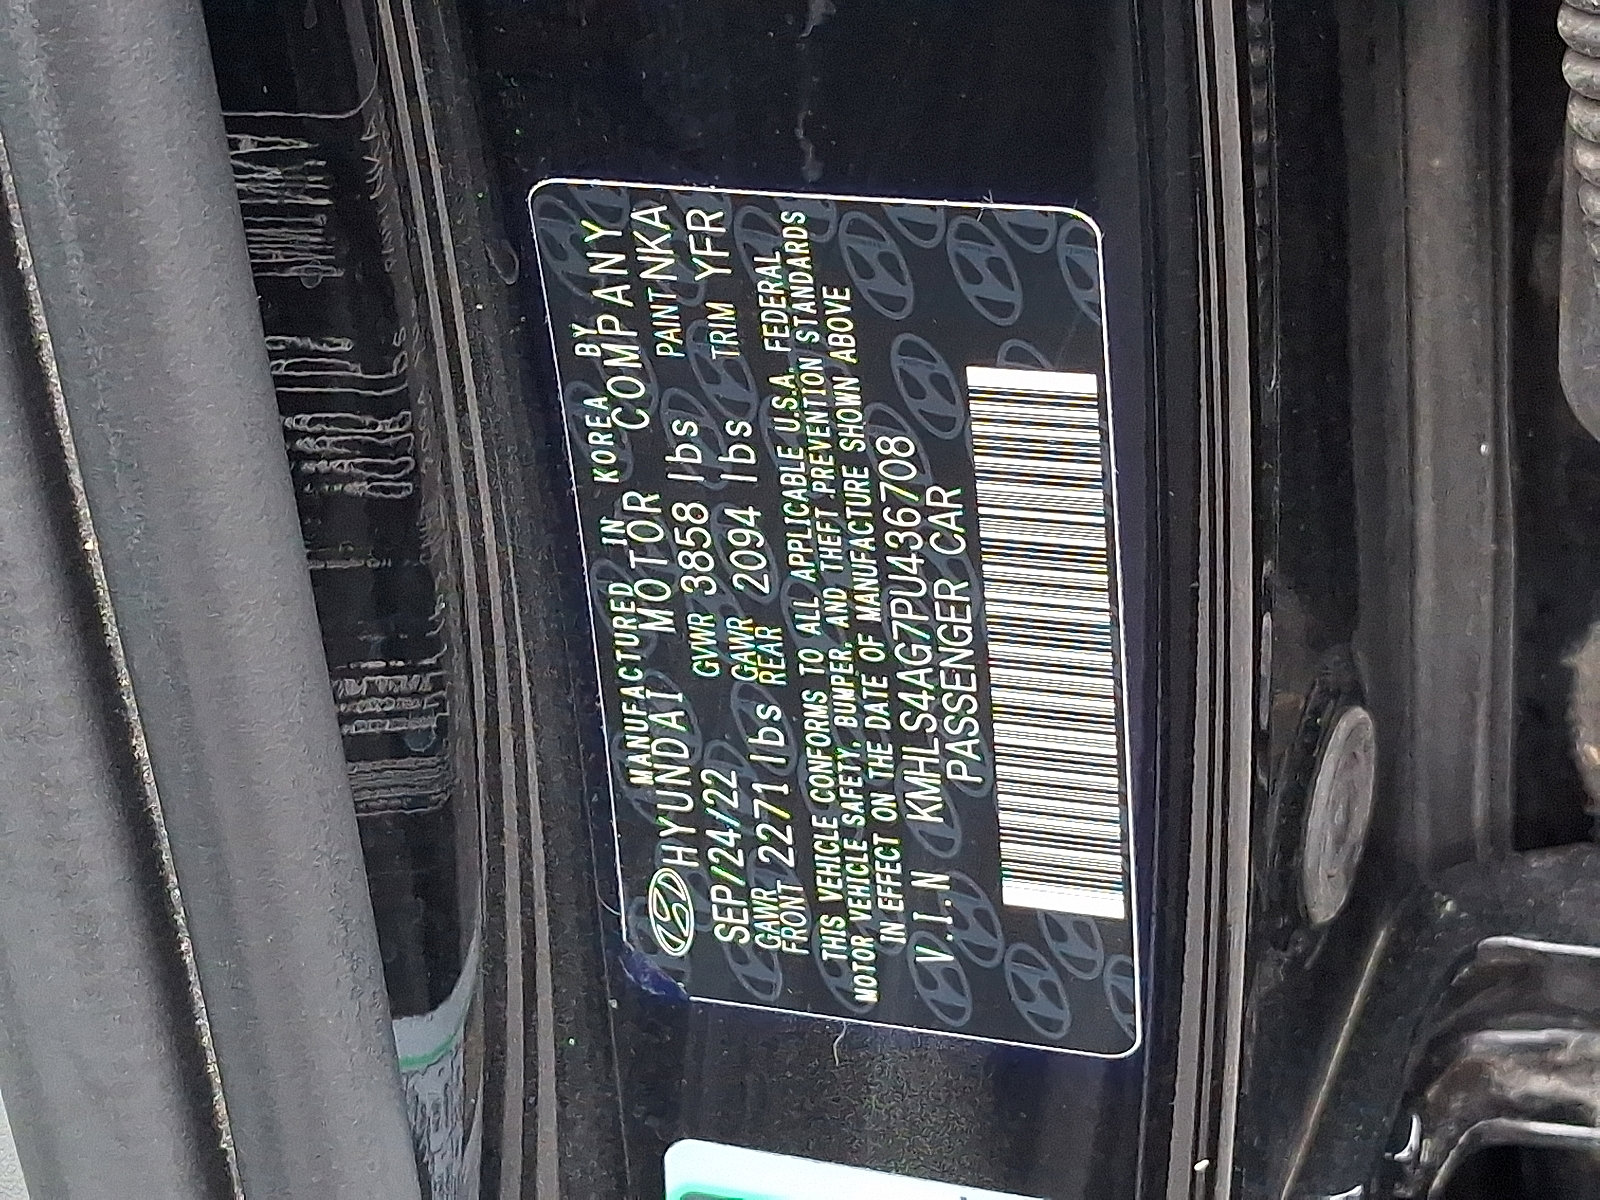 MANUFACTURED IN KOREA BY
HYUNDAI MOTOR COMPANY
SEP/24/22 GVWR 3858 lbs PAINT NKA
GAWR FRONT 2271 lbs GAWR REAR 2094 lbs TRIM YFR
THIS VEHICLE CONFORMS TO ALL APPLICABLE U.S.A. FEDERAL
MOTOR VEHICLE SAFETY, BUMPER, AND THEFT PREVENTION STANDARDS
IN EFFECT ON THE DATE OF MANUFACTURE SHOWN ABOVE
V.I.N KMHLS4AG7PU436708
PASSENGER CAR